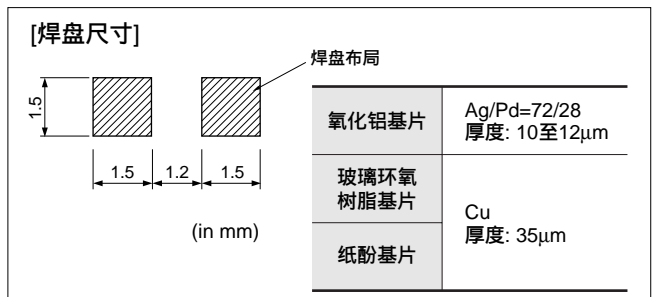 [焊盘尺寸]
焊盘布局
1.5
1.5
1.2
1.5
(in mm)
氧化铝基片
Ag/Pd=72/28
厚度: 10至12μm
玻璃环氧
树脂基片
纸酚基片
Cu
厚度: 35μm